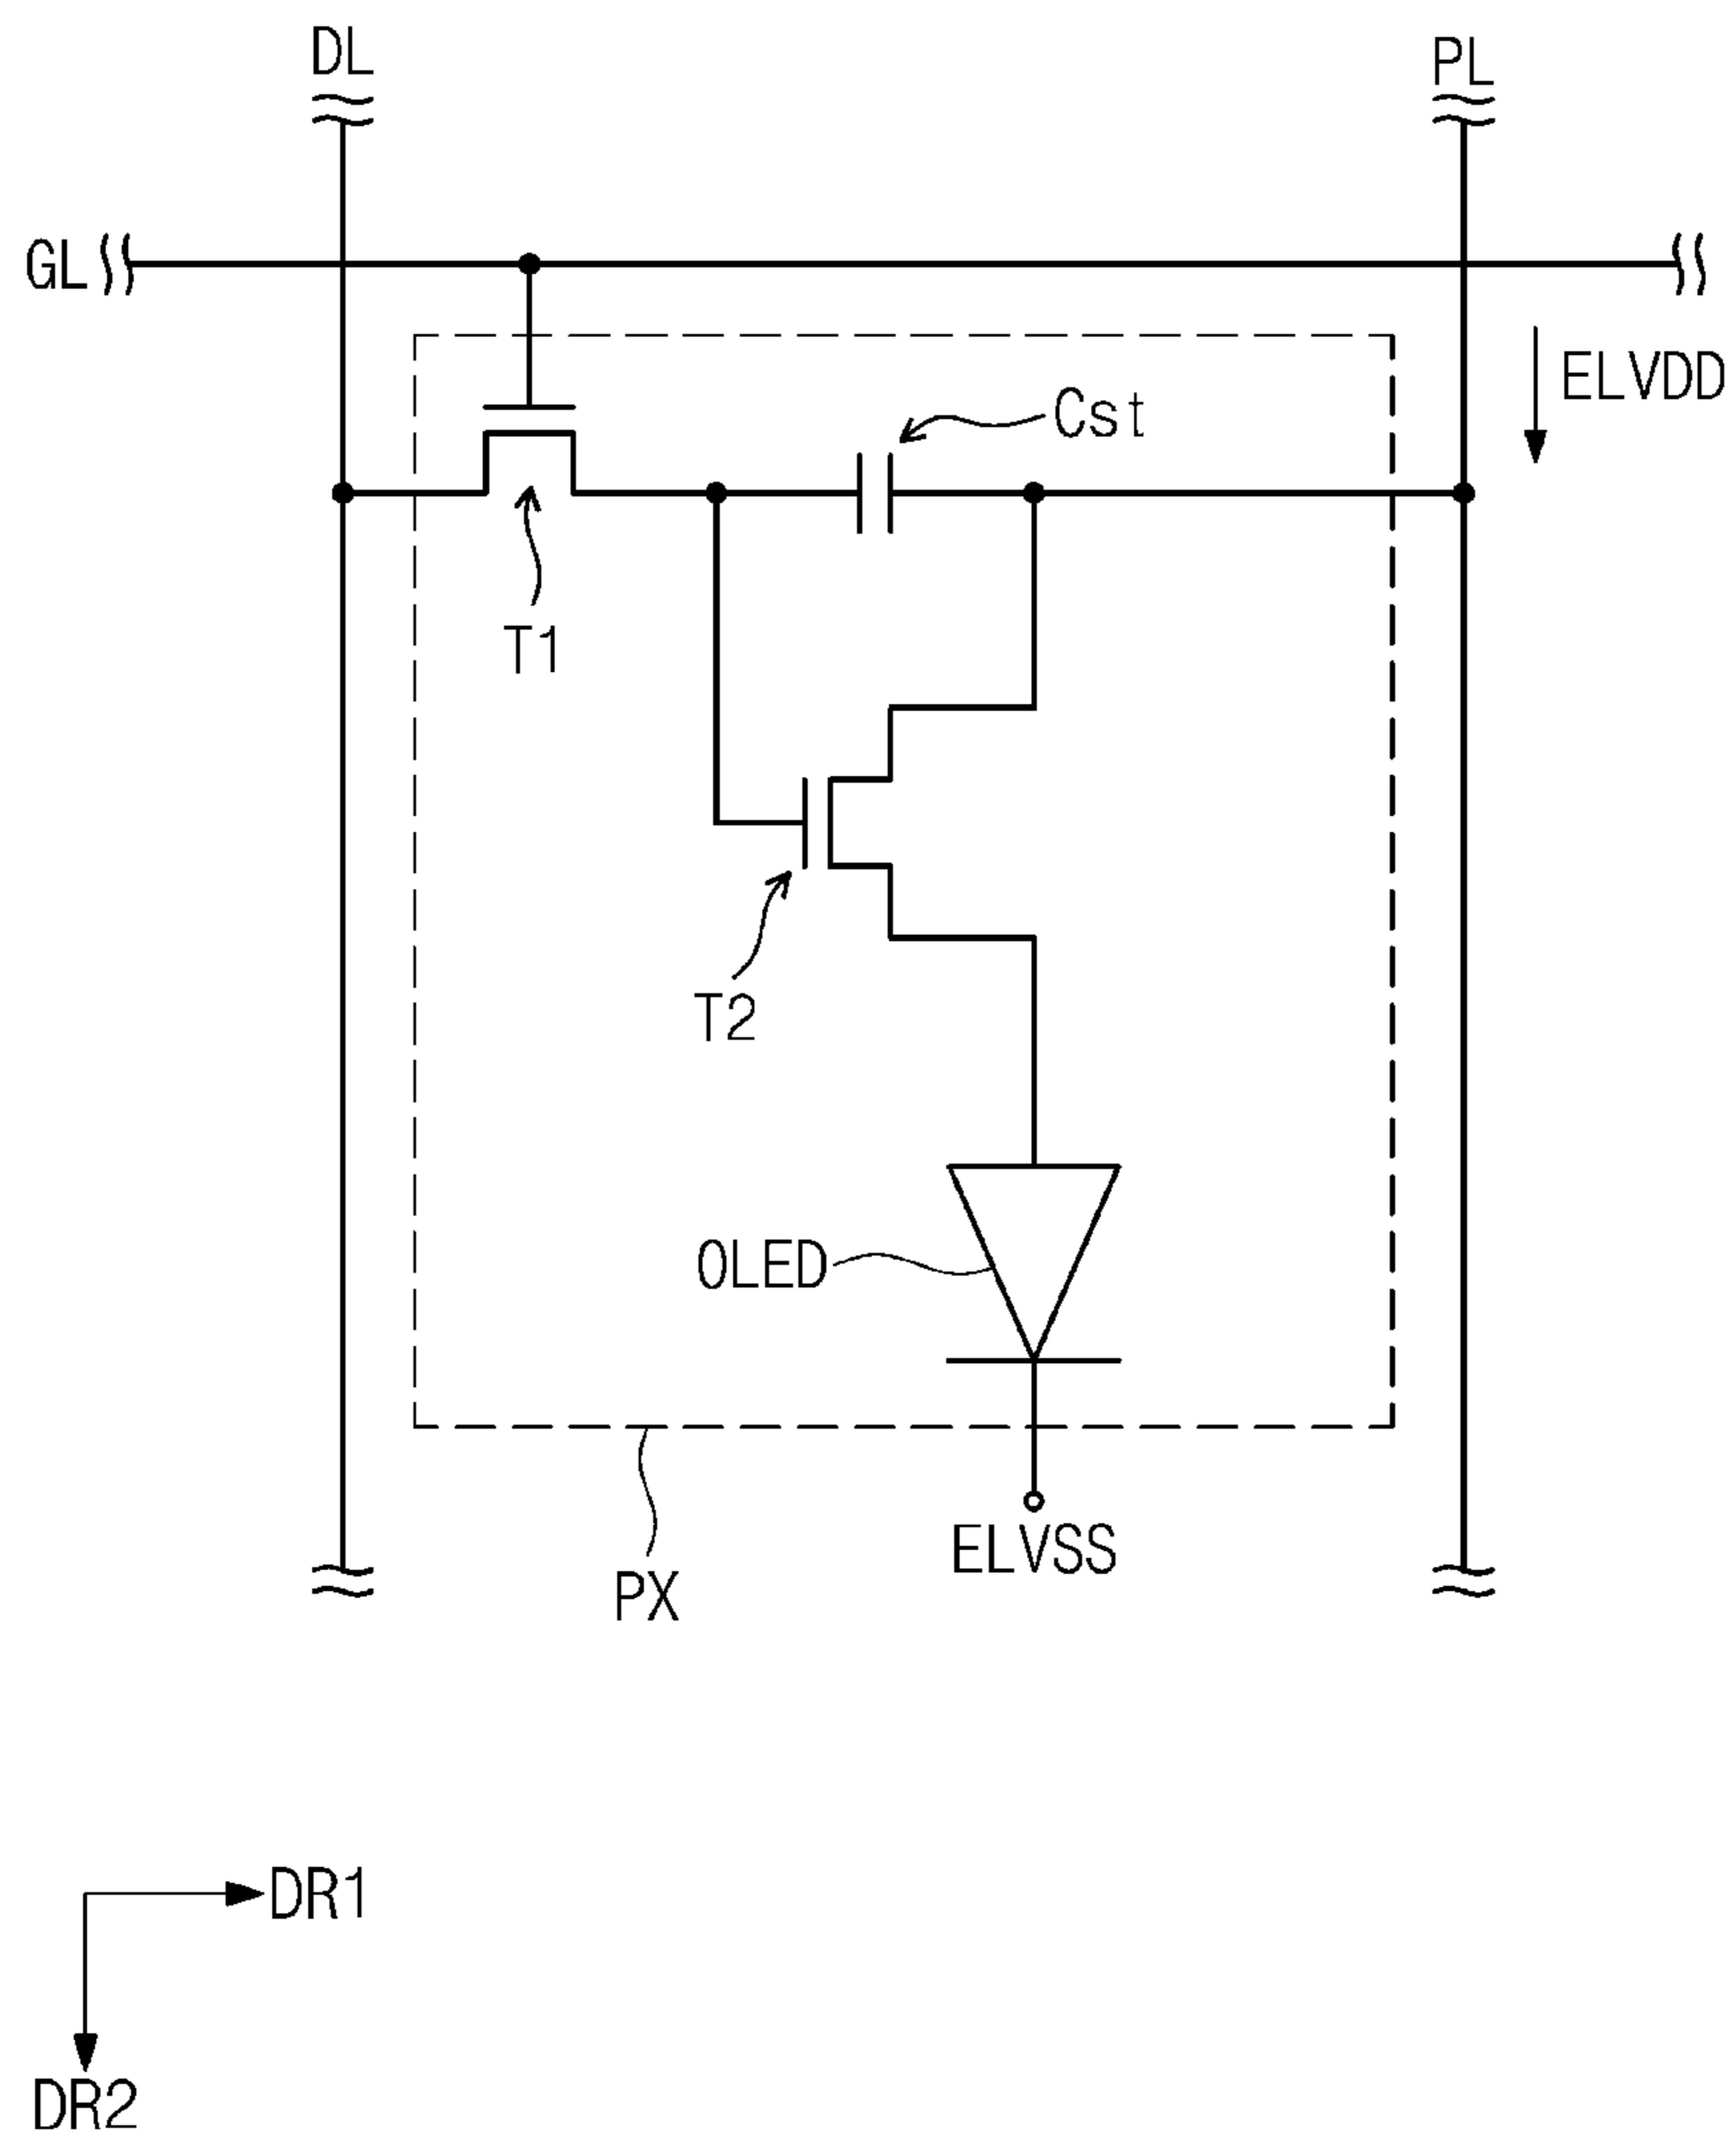 DL
PL
GL
ELVDD
Cst
T1
T2
OLED
ELVSS
PX
DR1
DR2